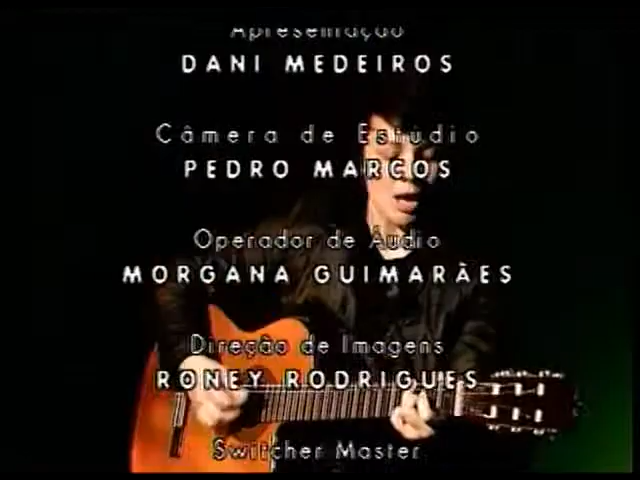 Apresentação
DANI MEDEIROS
Câmera de Estúdio
PEDRO MARCOS
Operador de Áudio
MORGANA GUIMARÃES
Direção de Imagens
RONEY RODRIGUES
Switcher Master